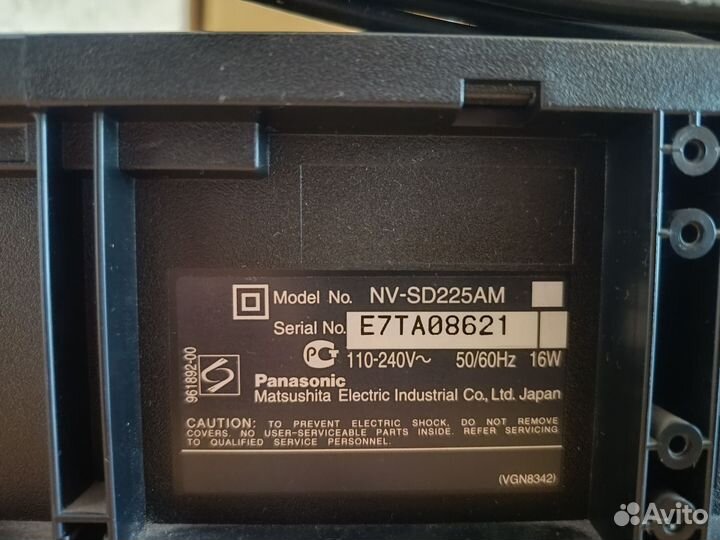 Model No. NV-SD225AM
Serial No. E7TA08621
PCT 110-240V~ 50/60Hz 16W
961892-00
Panasonic
Matsushita Electric Industrial Co., Ltd. Japan
CAUTION: TO PREVENT ELECTRIC SHOCK, DO NOT REMOVE
COVERS. NO USER-SERVICEABLE PARTS INSIDE. REFER SERVICING
TO QUALIFIED SERVICE PERSONNEL.
(VGN8342)
Avito